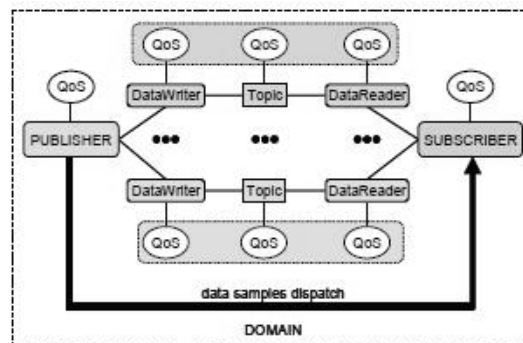 QoS QoS QoS
QoS QoS
DataWriter Topic DataReader
PUBLISHER SUBSCRIBER
DataWriter Topic DataReader
QoS QoS QoS
data samples dispatch
DOMAIN